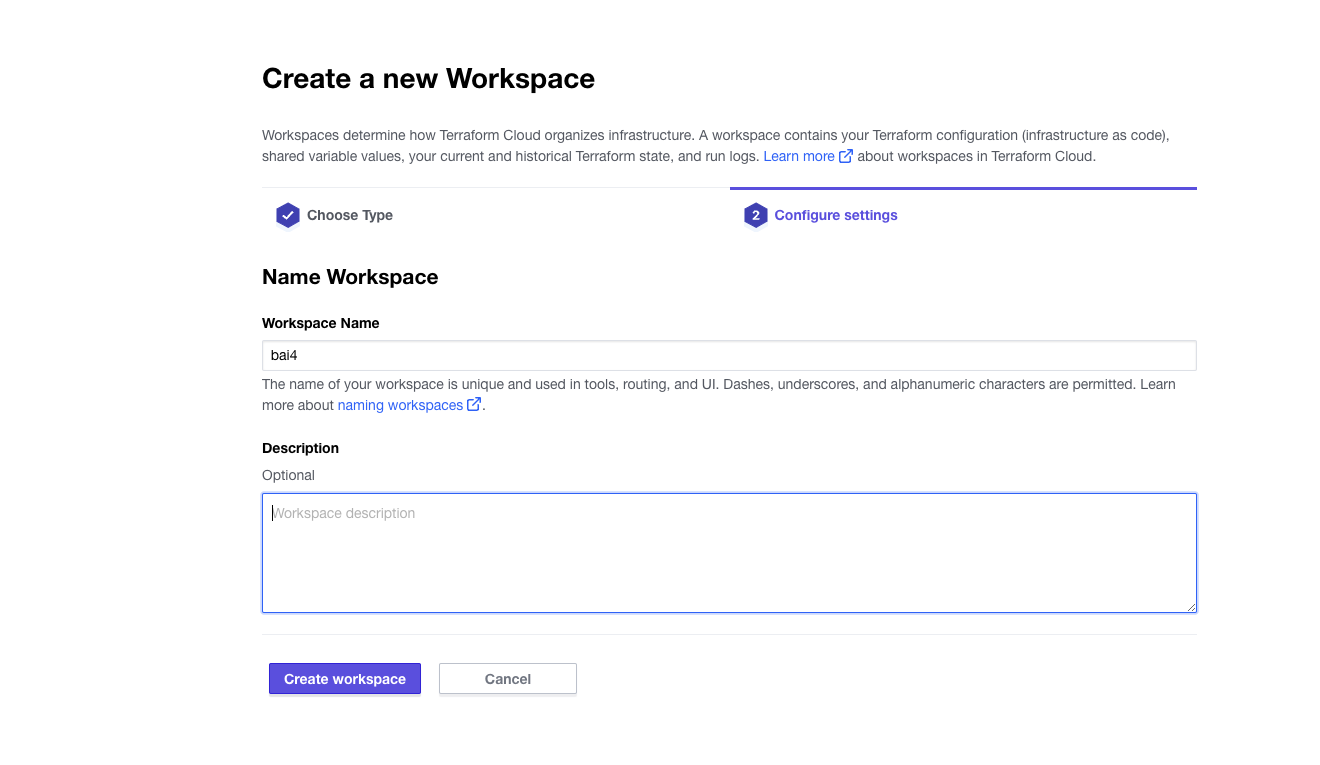 Create a new Workspace
Workspaces determine how Terraform Cloud organizes infrastructure. A workspace contains your Terraform configuration (infrastructure as code),
shared variable values, your current and historical Terraform state, and run logs. Learn more about workspaces in Terraform Cloud.
Choose Type
2 Configure settings
Name Workspace
Workspace Name
bai4
The name of your workspace is unique and used in tools, routing, and UI. Dashes, underscores, and alphanumeric characters are permitted. Learn
more about naming workspaces.
Description
Optional
Workspace description
Create workspace
Cancel